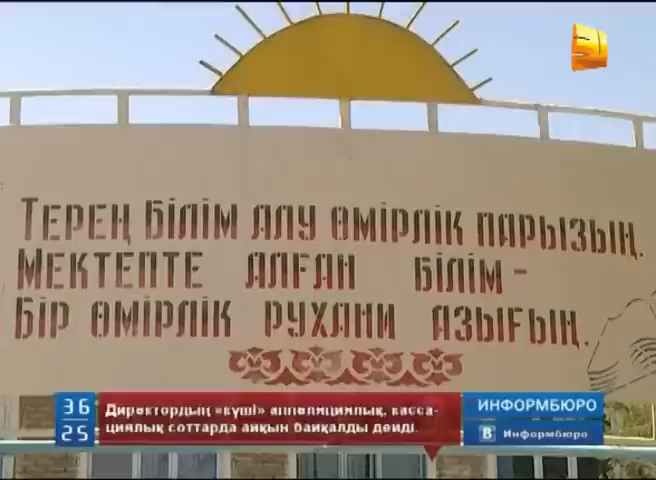 Терең білім алу өмірлік парызың.
Мектепте алған білім -
бір өмірлік рухани азығың.
36
25
Директордың «күші» аппеляциялық, касса-
циялық соттарда айқын байқалды дейді.
ИНФОРМБЮРО
В Информбюро